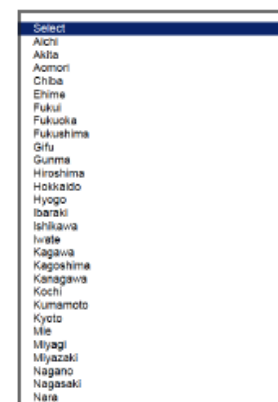 Select
Aichi
Akita
Aomori
Chiba
Ehime
Fukui
Fukuoka
Fukushima
Gifu
Gunma
Hiroshima
Hokkaido
Hyogo
Ibaraki
Ishikawa
Iwate
Kagawa
Kagoshima
Kanagawa
Kochi
Kumamoto
Kyoto
Mie
Miyagi
Miyazaki
Nagano
Nagasaki
Nara